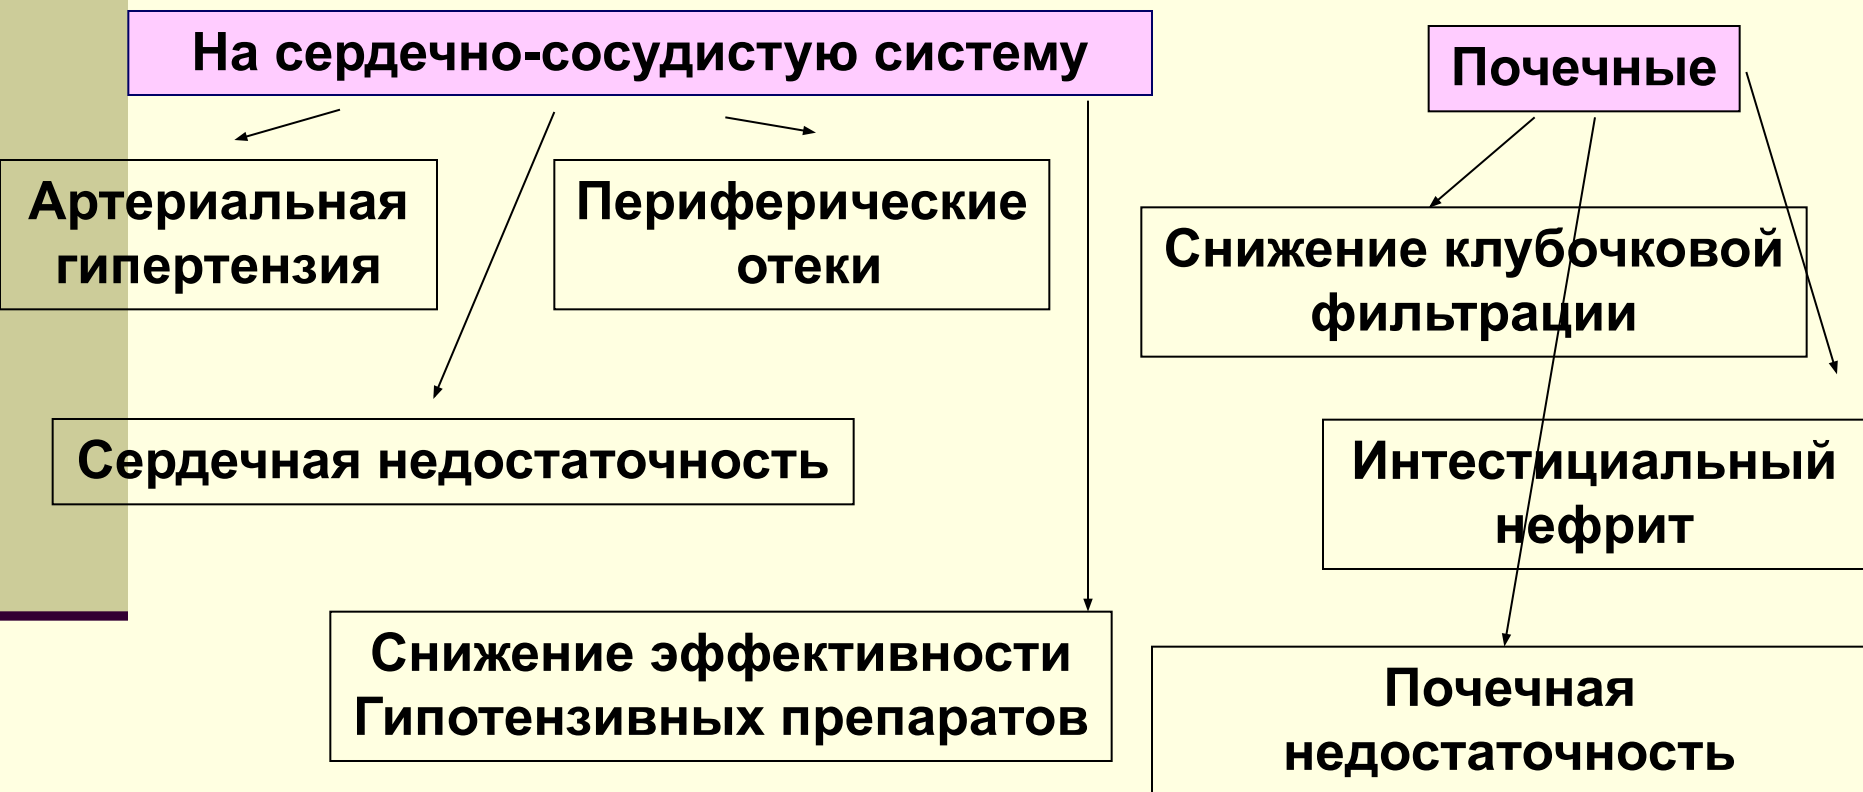 На сердечно-сосудистую систему
Почечные
Артериальная
гипертензия
Периферические
отеки
Снижение клубочковой
фильтрации
Сердечная недостаточность
Интестициальный
нефрит
Снижение эффективности
Гипотензивных препаратов
Почечная
недостаточность